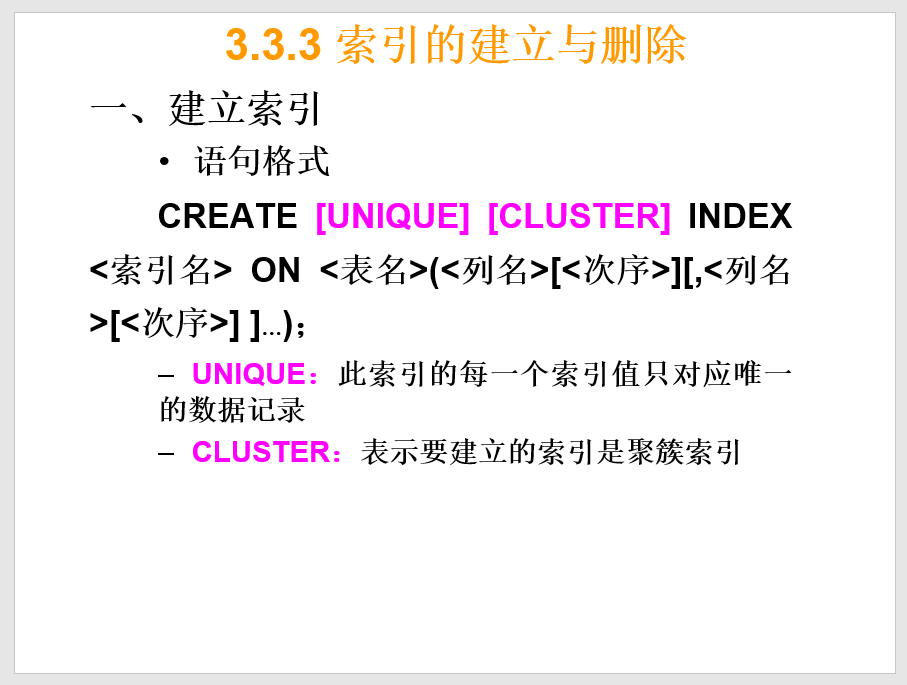 3.3.3 索引的建立与删除
一、建立索引
• 语句格式
CREATE [UNIQUE] [CLUSTER] INDEX
<索引名> ON <表名>(<列名>[<次序>][,<列名
>[<次序>] ]…);
– UNIQUE：此索引的每一个索引值只对应唯一
的数据记录
– CLUSTER：表示要建立的索引是聚簇索引